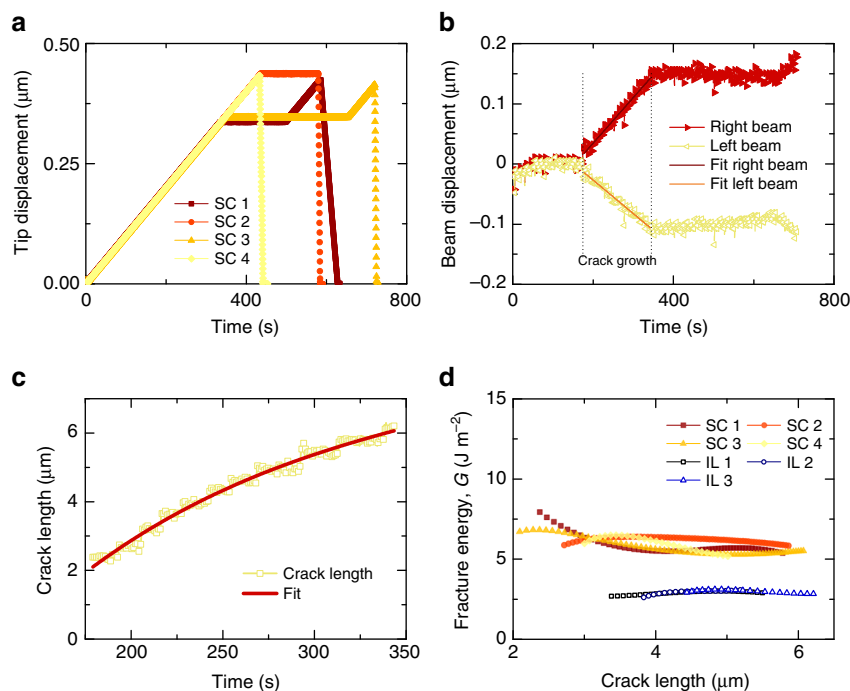 a
Tip displacement (μm)
0.50
0.25
0.00
SC 1
SC 2
SC 3
SC 4
0
400
800
Time (s)
b
Beam displacement (μm)
0.2
0.1
0
−0.1
−0.2
Right beam
Left beam
Fit right beam
Fit left beam
Crack growth
0
200
400
600
800
Time (s)
c
Crack length (μm)
8
6
4
2
0
Crack length
Fit
200
250
300
350
Time (s)
d
Fracture energy, G (J m−2)
15
10
5
0
SC 1
SC 2
SC 3
SC 4
IL 1
IL 2
IL 3
2
4
6
Crack length (μm)